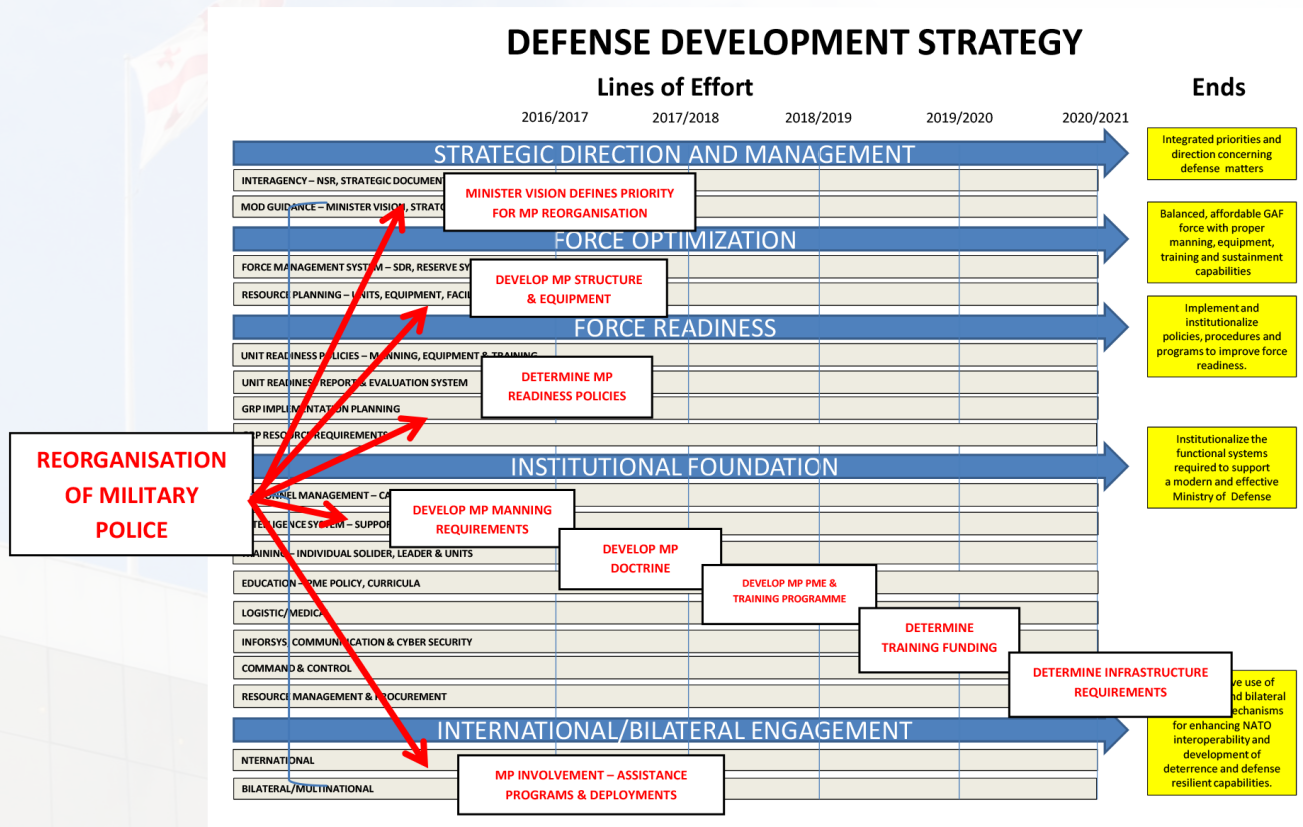 DEFENSE DEVELOPMENT STRATEGY
Lines of Effort
Ends
2016/2017
2017/2018
2018/2019
2019/2020
2020/2021
STRATEGIC DIRECTION AND MANAGEMENT
Integrated priorities and
direction concerning
defense matters
INTERAGENCY – NSR, STRATEGIC DOCUMENT
MOD GUIDANCE – MINISTER VISION,
MINISTER VISION DEFINES PRIORITY
FOR MP REORGANISATION
FORCE OPTIMIZATION
Balanced, affordable GAF
force with proper
manning, equipment,
training and sustainment
capabilities
FORCE MANAGEMENT SYSTEM – SDR, RESERVE
RESOURCE PLANNING – UNITS, EQUIPMENT,
DEVELOP MP STRUCTURE
& EQUIPMENT
FORCE READINESS
Implement and
institutionalize
policies, procedures and
programs to improve force
readiness.
UNIT READINESS POLICIES – MANNING, EQUIPMENT & TRAINING
UNIT READINESS REPORT & EVALUATION SYSTEM
GRP IMPLEMENTATION PLANNING
GRP RESOURCE REQUIREMENTS
DETERMINE MP
READINESS POLICIES
REORGANISATION
OF MILITARY
POLICE
INSTITUTIONAL FOUNDATION
Institutionalize the
functional systems
required to support
a modern and effective
Ministry of Defense
MANAGEMENT –
SYSTEM – SUPPOR
TRAINING – INDIVIDUAL SOLIDER, LEADER & UNITS
EDUCATION – PME POLICY, CURRICULA
LOGISTIC/MEDICAL
INFORSYS, COMMUNICATION & CYBER SECURITY
COMMAND & CONTROL
RESOURCE MANAGEMENT & PROCUREMENT
DEVELOP MP MANNING
REQUIREMENTS
DEVELOP MP
DOCTRINE
DEVELOP MP PME &
TRAINING PROGRAMME
DETERMINE
TRAINING FUNDING
DETERMINE INFRASTRUCTURE
REQUIREMENTS
INTERNATIONAL/BILATERAL ENGAGEMENT
use of
bilateral
for enhancing NATO
interoperability and
development of
deterrence and defense
resilient capabilities.
NTERNATIONAL
BILATERAL/MULTINATIONAL
MP INVOLVEMENT – ASSISTANCE
PROGRAMS & DEPLOYMENTS